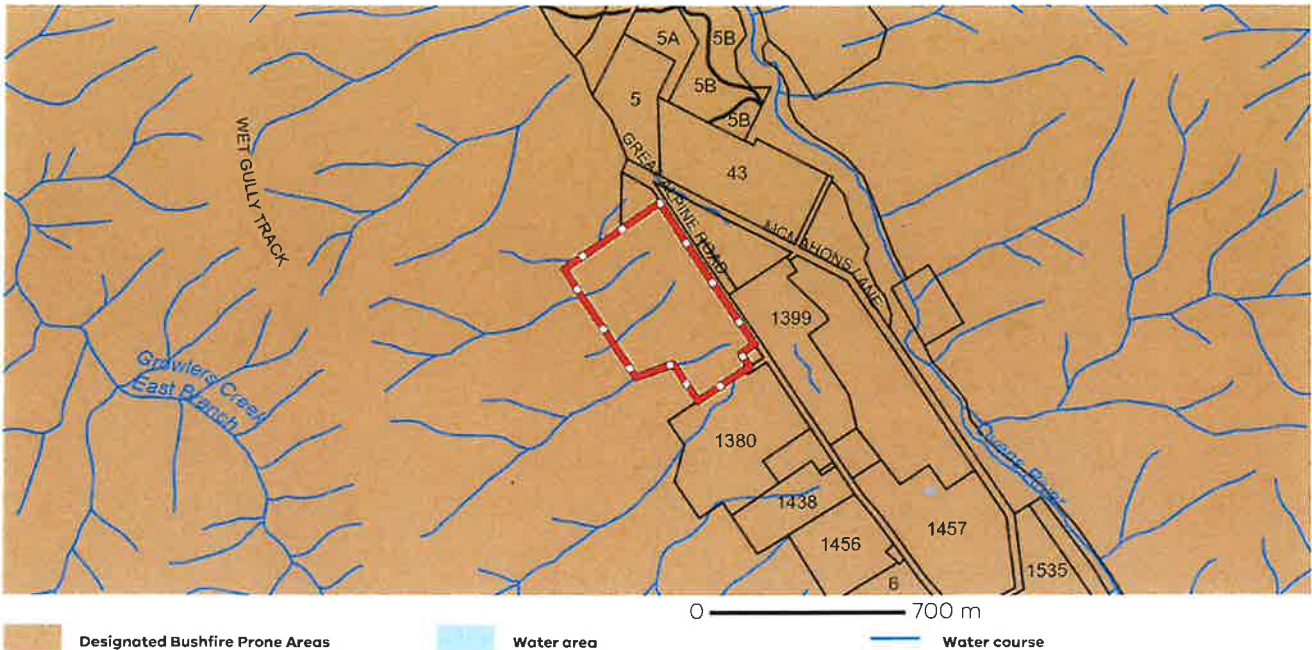 5A
5B
5B
5
5B
WET GULLY TRACK
43
GREAT ALPINE ROAD
MCMAHONS LANE
1399
Growlers Creek
East Branch
1380
Ovens River
1438
1457
1456
6
1535
0 700 m
Designated Bushfire Prone Areas
Water area
Water course